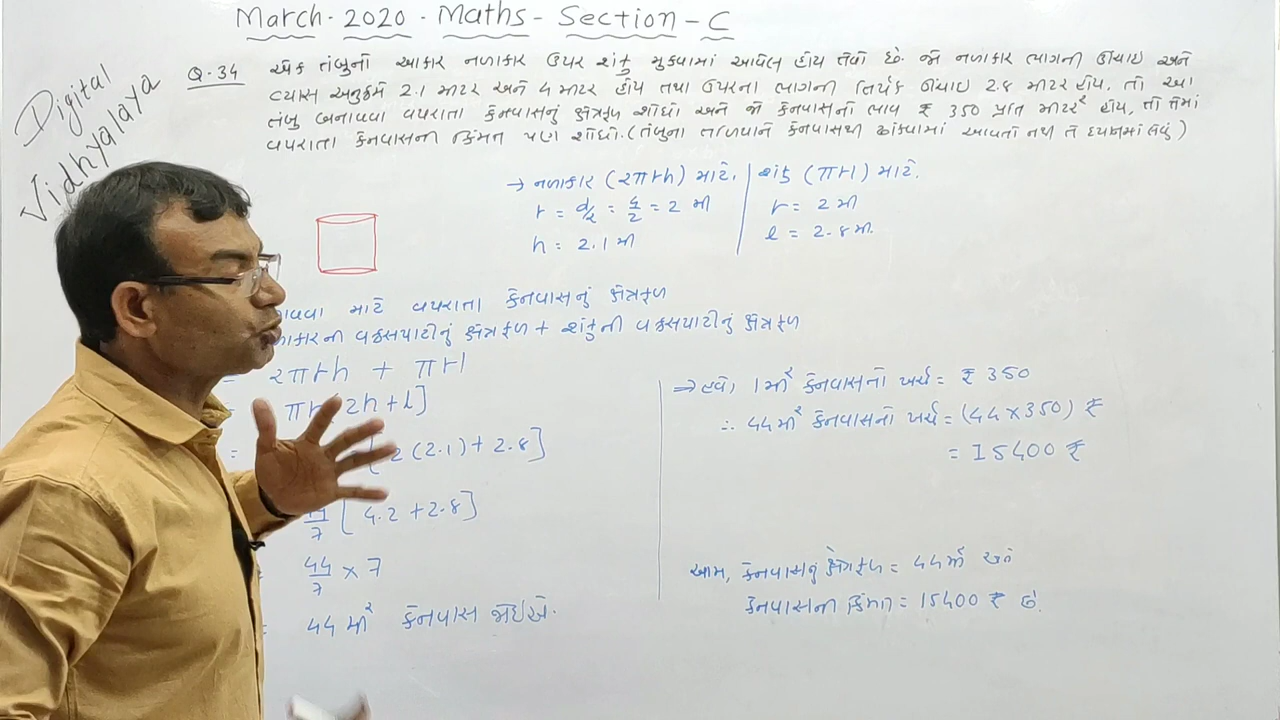 March - 2020 - Maths - Section - C
Digital
Vidhyalaya
Q-34 એક તંબુનો આકાર નળાકાર ઉપર શંકુ મુકવામાં આવેલ હોય તેવો છે. જો નળાકાર ભાગની ઊંચાઇ અને
વ્યાસ અનુક્રમે 2.1 મીટર અને 4 મીટર હોય તથા ઉપરના ભાગની તિર્યક ઊંચાઇ 2.8 મીટર હોય, તો આ
તંબુ બનાવવા વપરાતા કેનવાસનું ક્ષેત્રફળ શોધો અને જો કેનવાસનો ભાવ ₹ 350 પ્રતિ મીટર² હોય, તો તેમાં
વપરાતા કેનવાસની કિંમત પણ શોધો. (તંબુના તળિયાને કેનવાસથી ઢાંકવામાં આવતો નથી તે ધ્યાનમાં લેવું)
→ નળાકાર (2πrh) માટે,
r = d/2 = 4/2 = 2 મી
h = 2.1 મી
શંકુ (πrl) માટે.
r = 2 મી
l = 2.8 મી.
માટે વપરાતા કેનવાસનું ક્ષેત્રફળ
વક્રસપાટીનું ક્ષેત્રફળ + શંકુની વક્રસપાટીનું ક્ષેત્રફળ
= 2πrh + πrl
= 2h + l]
= [2(2.1) + 2.8]
7 [4.2 + 2.8]
= 44/7 × 7
= 44 મી² કેનવાસ જોઈએ.
⇒ હવે, 1 મી² કેનવાસનો ખર્ચ = ₹ 350
∴ 44 મી² કેનવાસનો ખર્ચ = (44 × 350) ₹
= 15400 ₹
આમ, કેનવાસનું ક્ષેત્રફળ = 44 મી² અને
કેનવાસની કિંમત = 15400 ₹ છે.